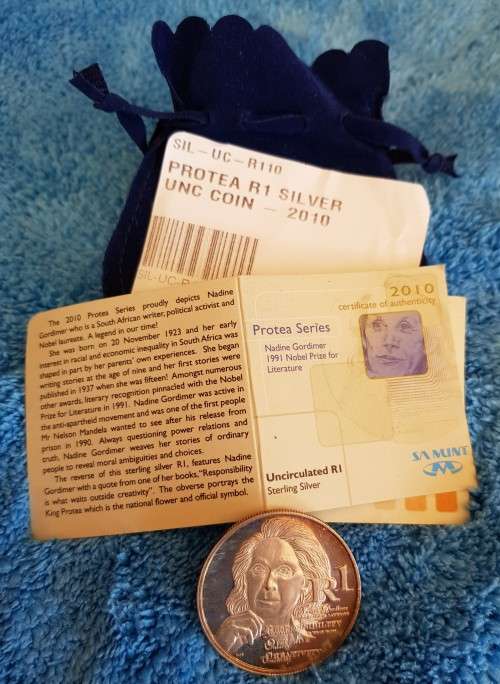 SIL-UC-R110
PROTEA R1 SILVER
UNC COIN - 2010
The 2010 Protea Series proudly depicts Nadine
Gordimer who is a South African writer, political activist and
Nobel laureate. A legend in our time!
She was born on 20 November 1923 and her early
interest in racial and economic inequality in South Africa was
shaped in part by her parents' own experiences. She began
writing stories at the age of nine and her first stories were
published in 1937 when she was fifteen! Amongst numerous
other awards, literary recognition pinnacled with the Nobel
Prize for Literature in 1991. Nadine Gordimer was active in
the anti-apartheid movement and was one of the first people
Mr Nelson Mandela wanted to see after his release from
prison in 1990. Always questioning power relations and
truth, Nadine Gordimer weaves her stories of ordinary
people to reveal moral ambiguities and choices.
The reverse of this sterling silver R1, features Nadine
Gordimer with a quote from one of her books, "Responsibility
is what waits outside creativity". The obverse portrays the
King Protea which is the national flower and official symbol.
2010
certificate of authenticity
Protea Series
Nadine Gordimer
1991 Nobel Prize for
Literature
SA MINT
Uncirculated R1
Sterling Silver
R1